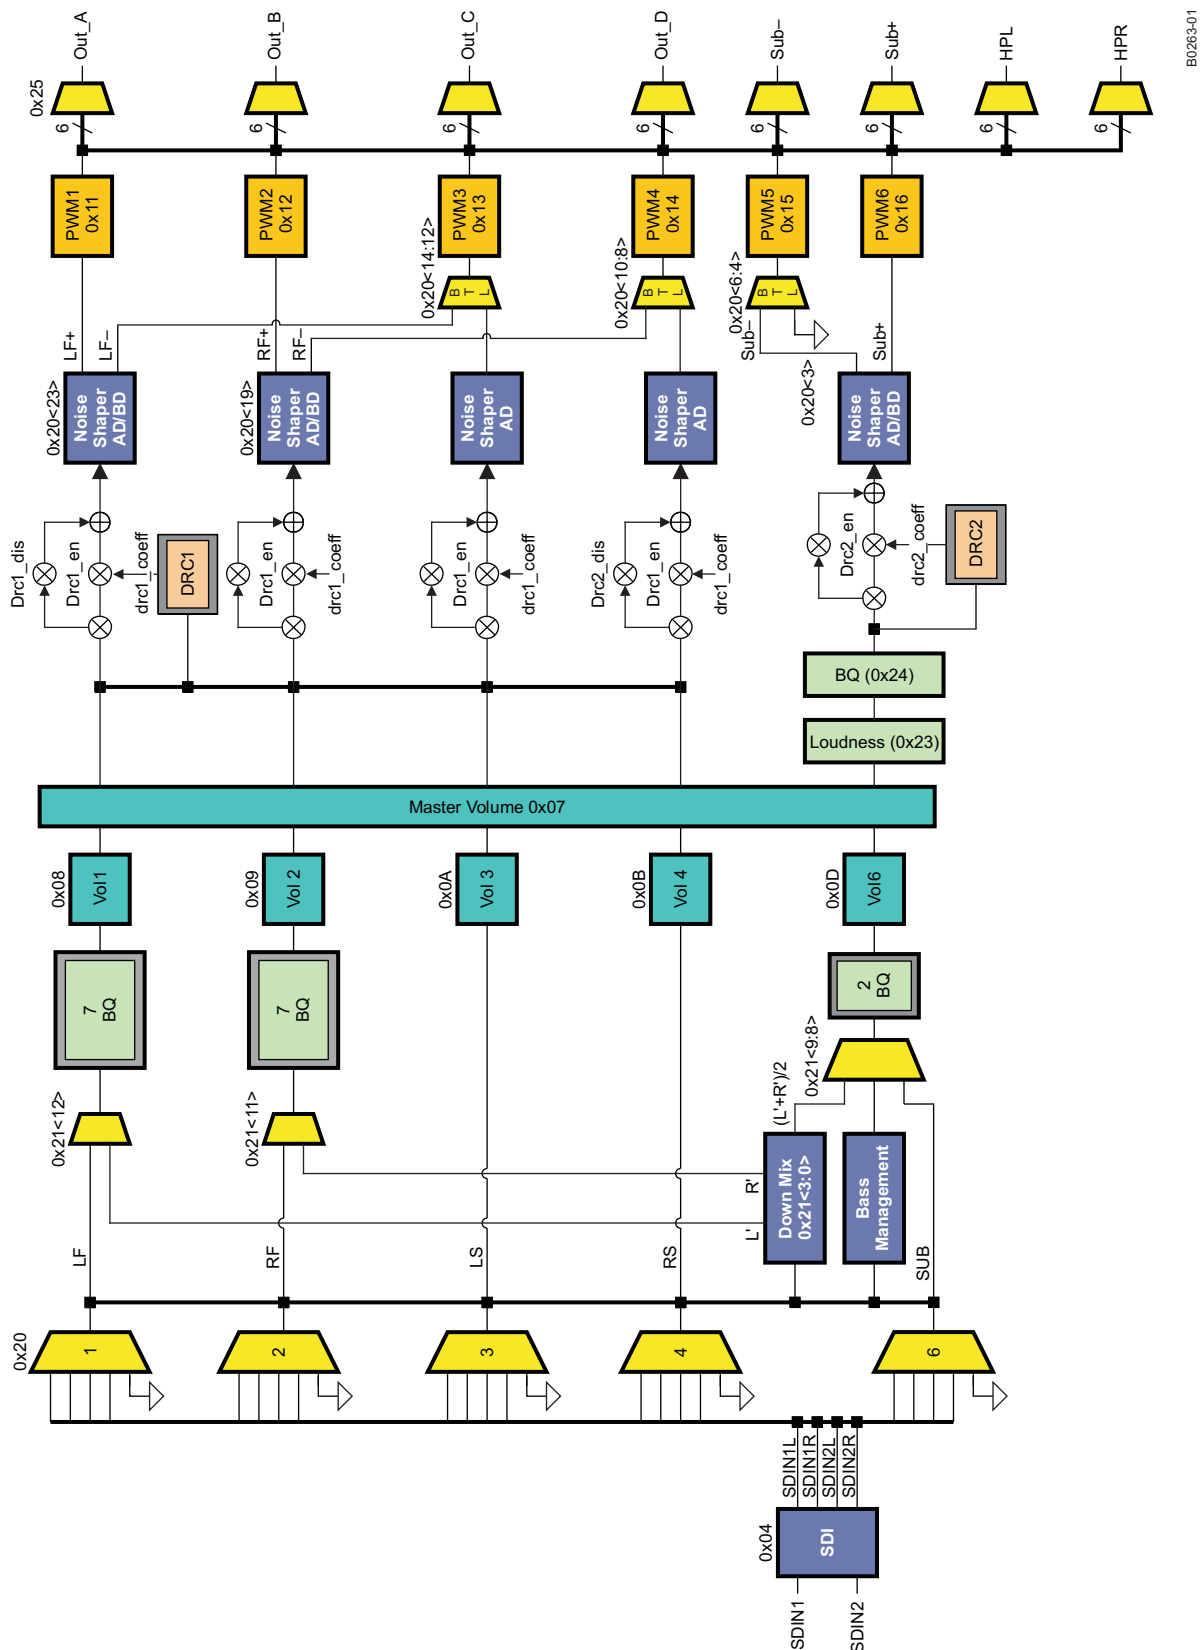 SDIN1
SDIN2
0x04
SDI
SDIN1L
SDIN1R
SDIN2L
SDIN2R
0x20
1
2
3
4
6
LF
RF
LS
RS
SUB
L'
R'
Down Mix
0x21<3:0>
Bass
Management
(L'+R')/2
0x21<12>
0x21<11>
0x21<9:8>
7
BQ
7
BQ
2
BQ
0x08
Vol1
0x09
Vol 2
0x0A
Vol 3
0x0B
Vol 4
0x0D
Vol6
Master Volume 0x07
Loudness (0x23)
BQ (0x24)
Drc1_dis
Drc1_en
drc1_coeff
DRC1
Drc1_en
drc1_coeff
Drc1_en
drc1_coeff
Drc2_dis
Drc1_en
drc1_coeff
Drc2_en
drc2_coeff
DRC2
0x20<23>
Noise
Shaper
AD/BD
0x20<19>
Noise
Shaper
AD/BD
Noise
Shaper
AD
Noise
Shaper
AD
0x20<3>
Noise
Shaper
AD/BD
LF+
LF–
RF+
RF–
Sub–
Sub+
0x20<14:12>
B
T
L
0x20<10:8>
B
T
L
0x20<6:4>
B
T
L
PWM1
0x11
PWM2
0x12
PWM3
0x13
PWM4
0x14
PWM5
0x15
PWM6
0x16
0x25
6
6
6
6
6
6
6
6
Out_A
Out_B
Out_C
Out_D
Sub–
Sub+
HPL
HPR
B0263-01